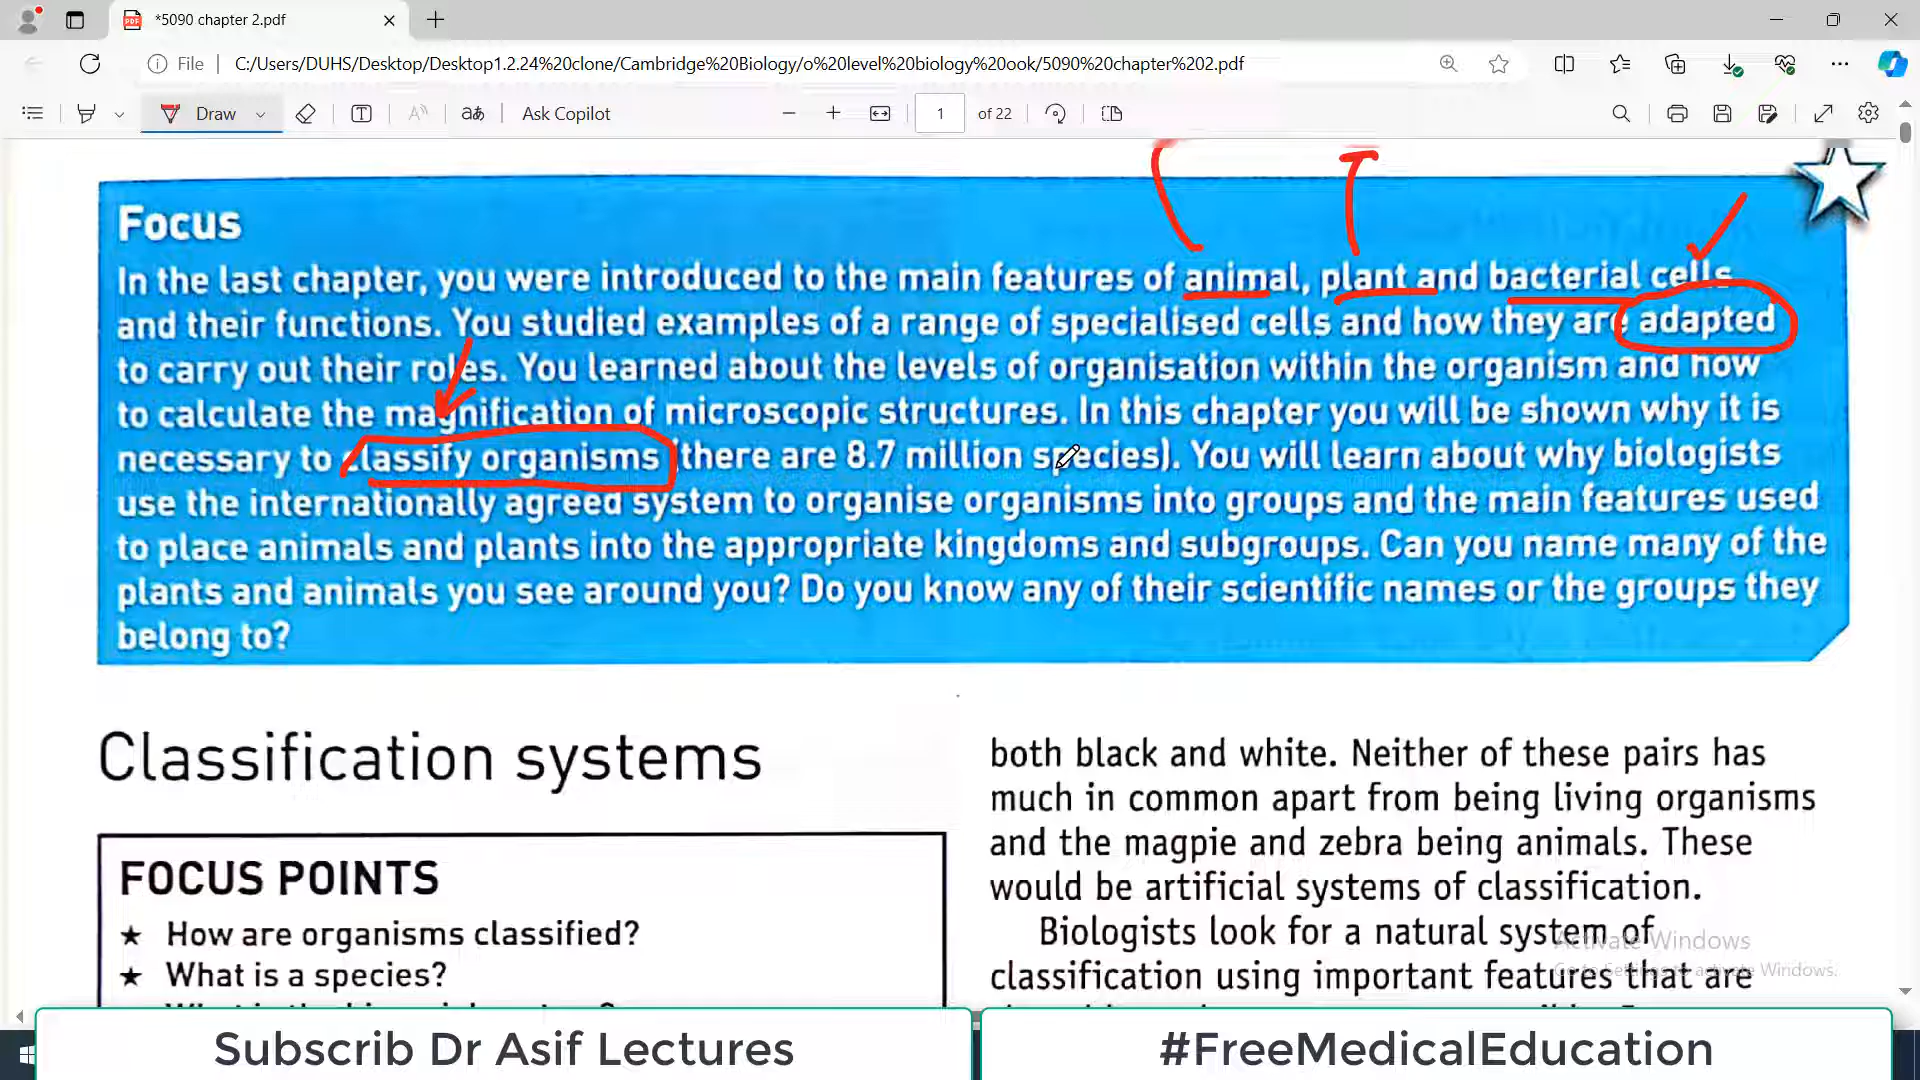 *5090 chapter 2.pdf
File
C:/Users/DUHS/Desktop/Desktop1.2.24%20clone/Cambridge%20Biology/o%20level%20biology%20ook/5090%20chapter%202.pdf
Draw
Ask Copilot
1 of 22
Focus
In the last chapter, you were introduced to the main features of animal, plant and bacterial cells
and their functions. You studied examples of a range of specialised cells and how they are adapted
to carry out their roles. You learned about the levels of organisation within the organism and how
to calculate the magnification of microscopic structures. In this chapter you will be shown why it is
necessary to classify organisms (there are 8.7 million species). You will learn about why biologists
use the internationally agreed system to organise organisms into groups and the main features used
to place animals and plants into the appropriate kingdoms and subgroups. Can you name many of the
plants and animals you see around you? Do you know any of their scientific names or the groups they
belong to?
Classification systems
FOCUS POINTS
★ How are organisms classified?
★ What is a species?
both black and white. Neither of these pairs has
much in common apart from being living organisms
and the magpie and zebra being animals. These
would be artificial systems of classification.
Biologists look for a natural system of
classification using important features that are
Activate Windows
Go to Settings to activate Windows.
Subscrib Dr Asif Lectures
#FreeMedicalEducation